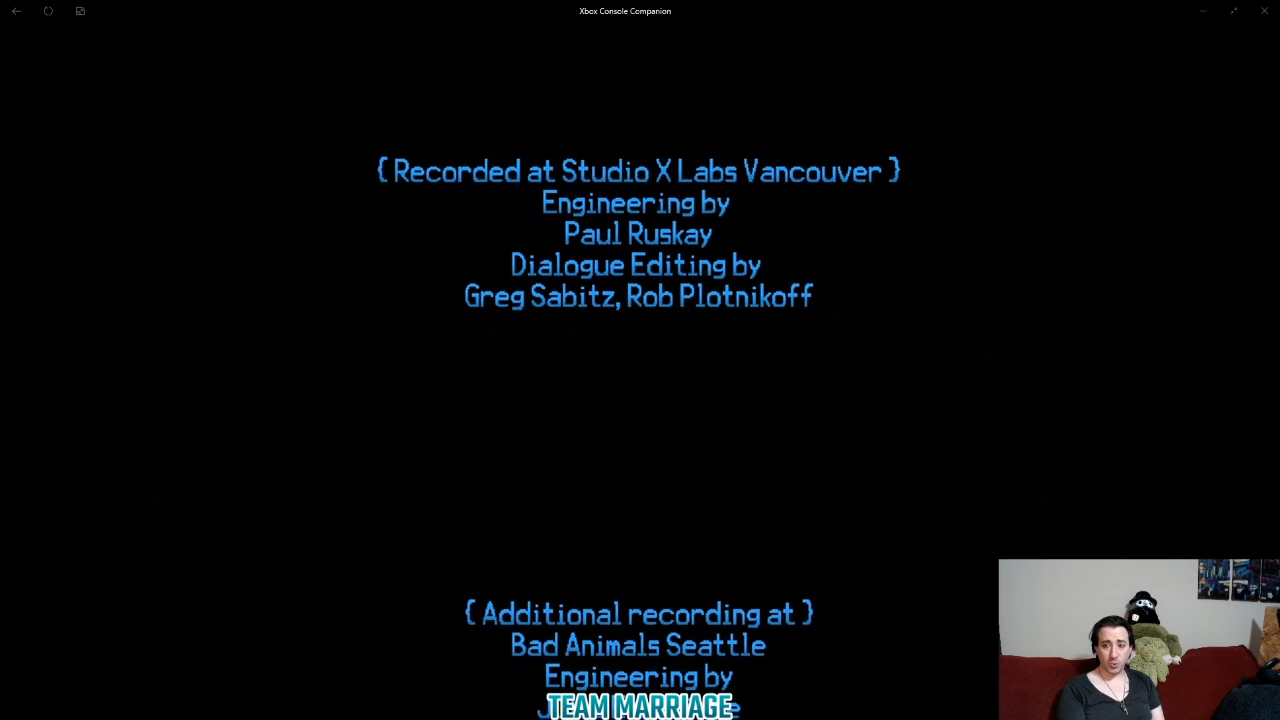 Xbox Console Companion
{ Recorded at Studio X Labs Vancouver }
Engineering by
Paul Ruskay
Dialogue Editing by
Greg Sabitz, Rob Plotnikoff
{ Additional recording at }
Bad Animals Seattle
Engineering by
TEAM MARRIAGE